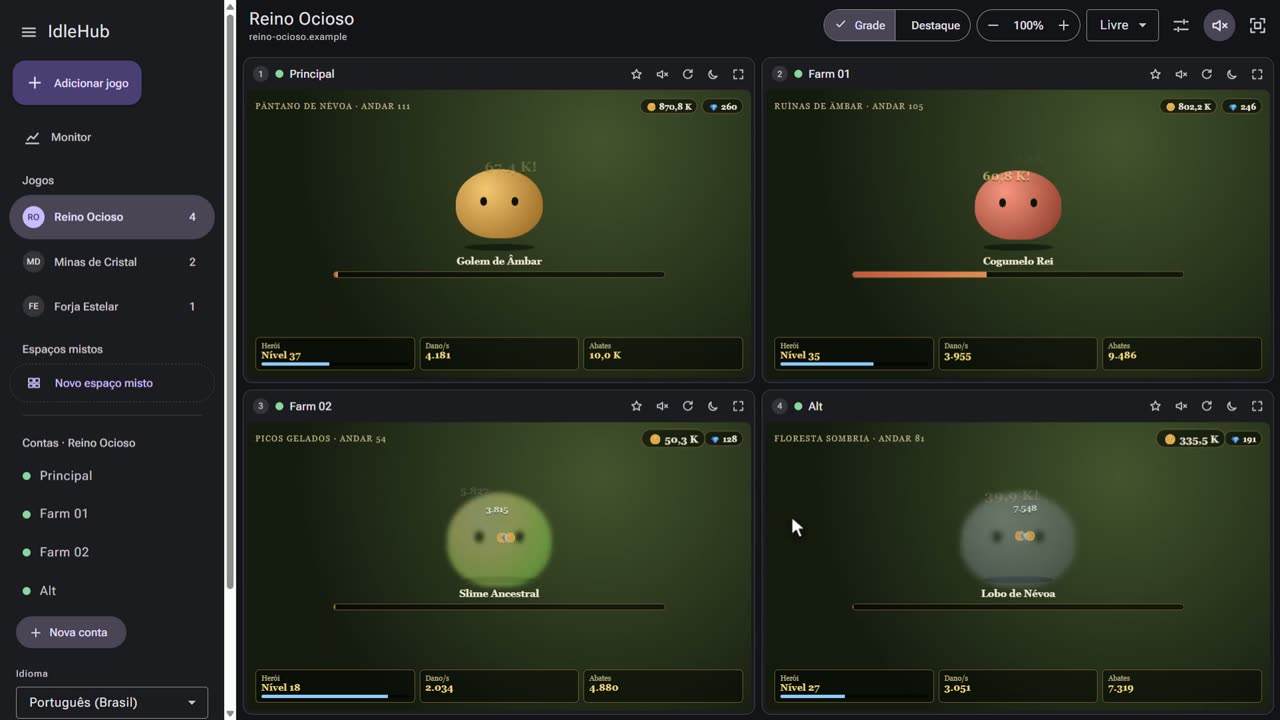 IdleHub
Adicionar jogo
Monitor
Jogos
RO Reino Ocioso 4
MD Minas de Cristal 2
FE Forja Estelar 1
Espaços mistos
Novo espaço misto
Contas · Reino Ocioso
Principal
Farm 01
Farm 02
Alt
Nova conta
Idioma
Português (Brasil)
Reino Ocioso
reino-ocioso.example
Grade
Destaque
100%
Livre
1 Principal
PÂNTANO DE NÉVOA · ANDAR 111
870,8 K
260
67,4 K!
Golem de Âmbar
Herói
Nível 37
Dano/s
4.181
Abates
10,0 K
2 Farm 01
RUÍNAS DE ÂMBAR · ANDAR 105
802,2 K
246
60,8 K!
Cogumelo Rei
Herói
Nível 35
Dano/s
3.955
Abates
9.486
3 Farm 02
PICOS GELADOS · ANDAR 54
50,3 K
128
3.815
Slime Ancestral
Herói
Nível 18
Dano/s
2.034
Abates
4.880
4 Alt
FLORESTA SOMBRIA · ANDAR 81
335,5 K
191
39,9 K!
7.548
Lobo de Névoa
Herói
Nível 27
Dano/s
3.051
Abates
7.319